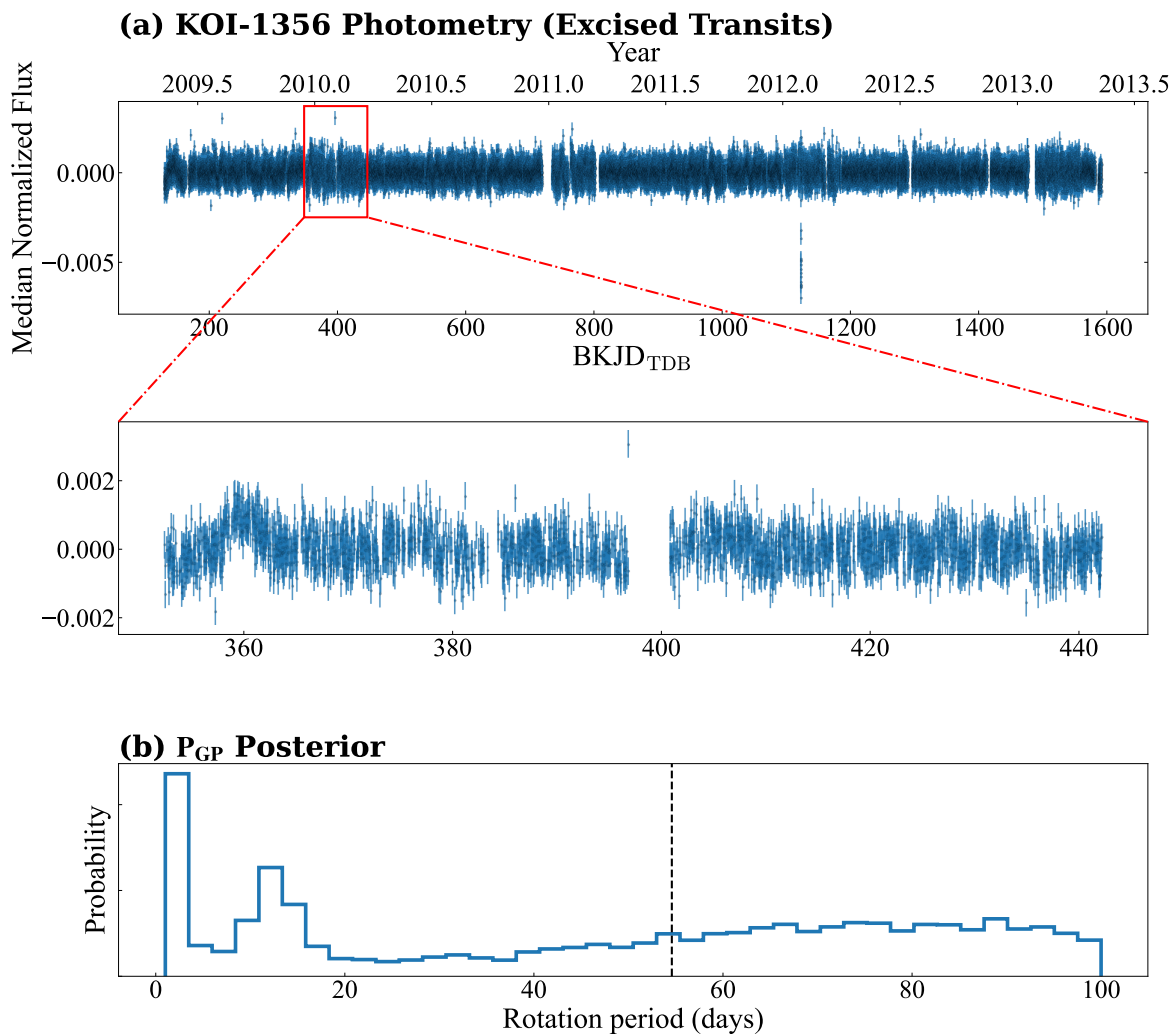 (a) KOI-1356 Photometry (Excised Transits)
Year
2009.5 2010.0 2010.5 2011.0 2011.5 2012.0 2012.5 2013.0 2013.5
Median Normalized Flux
0.000
−0.005
200 400 600 800 1000 1200 1400 1600
BKJD_TDB
0.002
0.000
−0.002
360 380 400 420 440
(b) P_GP Posterior
Probability
0 20 40 60 80 100
Rotation period (days)